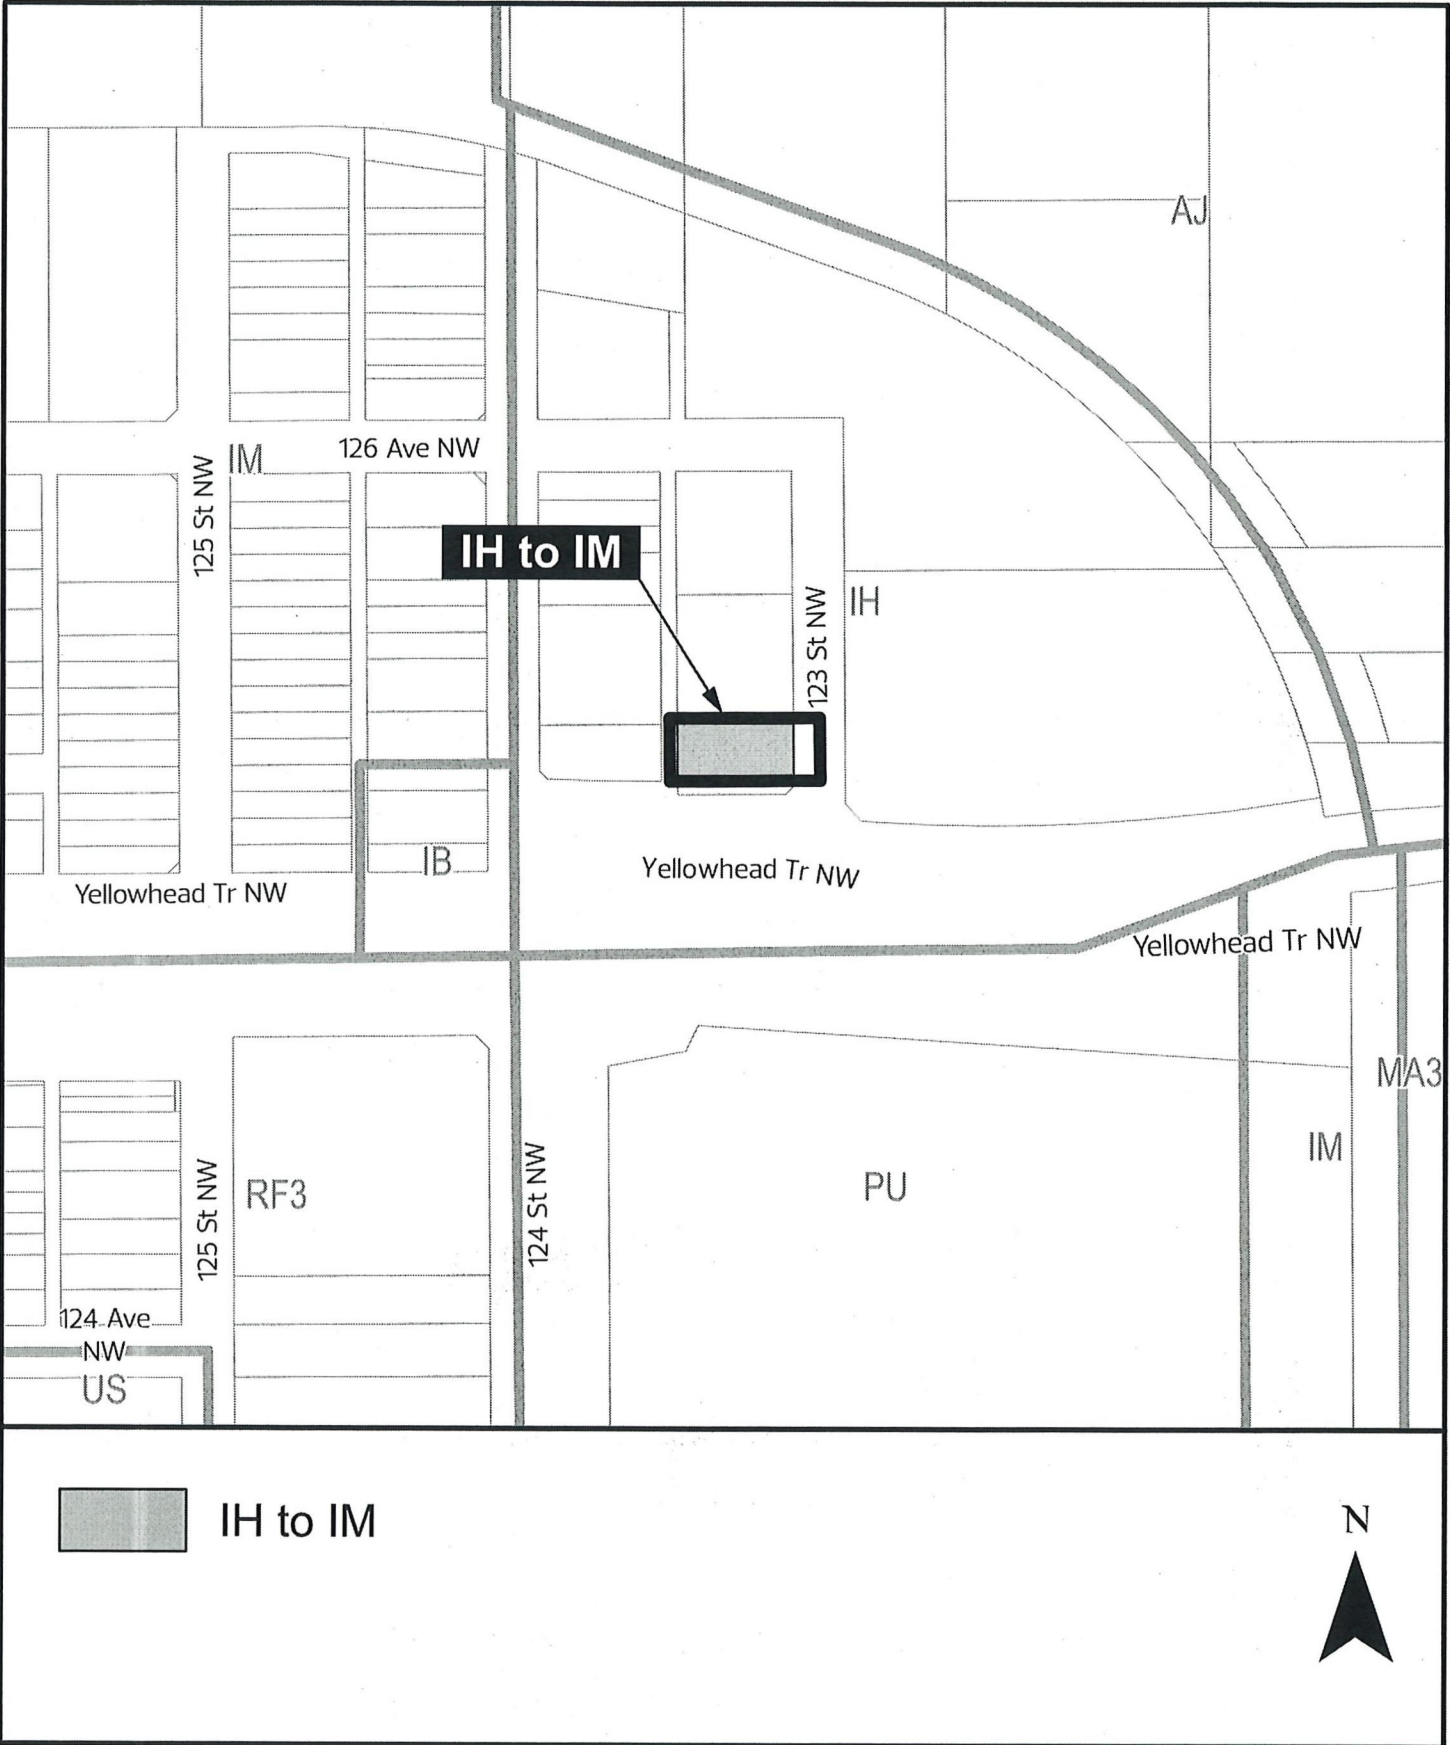 AJ
126 Ave NW
IM
125 St NW
IH to IM
IH
123 St NW
IB
Yellowhead Tr NW
Yellowhead Tr NW
Yellowhead Tr NW
MA3
IM
PU
125 St NW
RF3
124 St NW
124 Ave
NW
US
IH to IM
N